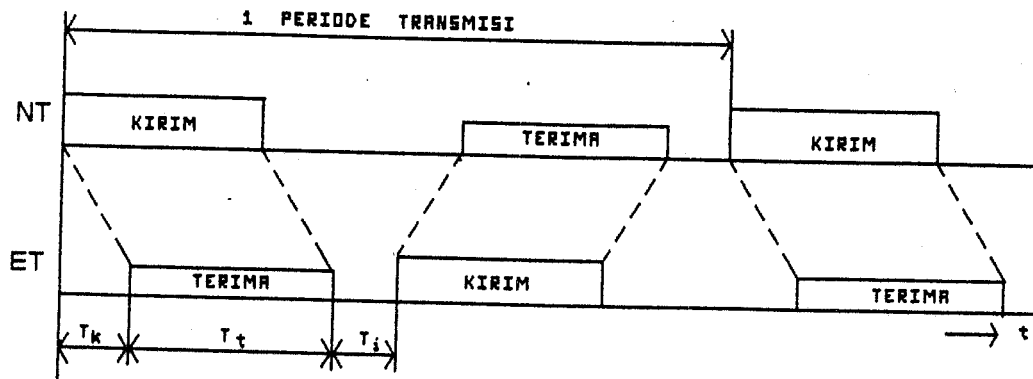 1 PERIODE TRANSMISI
NT
KIRIM
TERIMA
KIRIM
ET
TERIMA
KIRIM
TERIMA
Tk
Tt
Ti
t